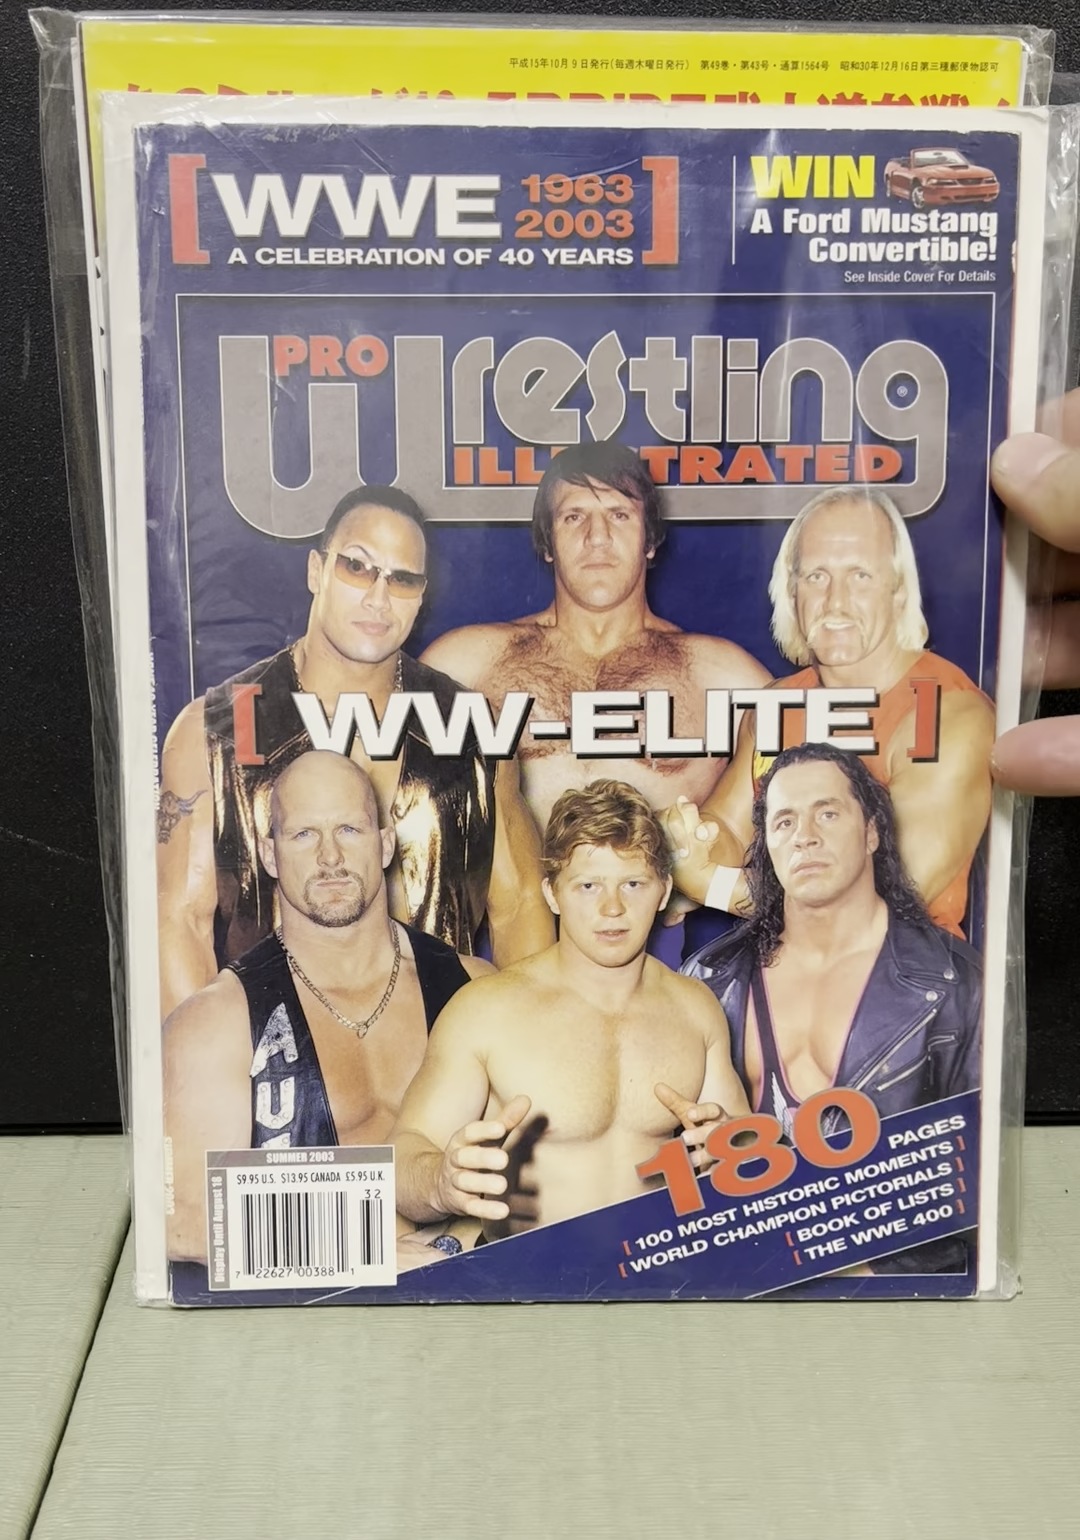 平成15年10月9日発行(毎週木曜日発行) 第49巻・第43号・通算1564号 昭和30年12月16日第三種郵便物認可
[WWE 1963 2003]
A CELEBRATION OF 40 YEARS
WIN
A Ford Mustang
Convertible!
See Inside Cover For Details
PRO
Wrestling®
ILL TRATED
[ WW-ELITE ]
AUS
180 PAGES
[ 100 MOST HISTORIC MOMENTS ]
[ WORLD CHAMPION PICTORIALS ]
[ BOOK OF LISTS ]
[ THE WWE 400 ]
SUMMER 2003
$9.95 U.S. $13.95 CANADA £5.95 U.K.
Display Until August 18
32
7 22627 00388 1